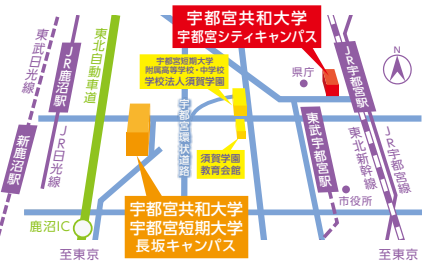 宇都宮共和大学
宇都宮シティキャンパス
東武日光線
JR鹿沼駅
東北自動車道
宇都宮短期大学
附属高等学校・中学校
学校法人須賀学園
県庁
JR宇都宮駅
N
新鹿沼駅
JR日光線
宇都宮環状道路
須賀学園
教育会館
東武宇都宮駅
東北新幹線
JR宇都宮線
市役所
宇都宮共和大学
宇都宮短期大学
長坂キャンパス
鹿沼IC
至東京
至東京